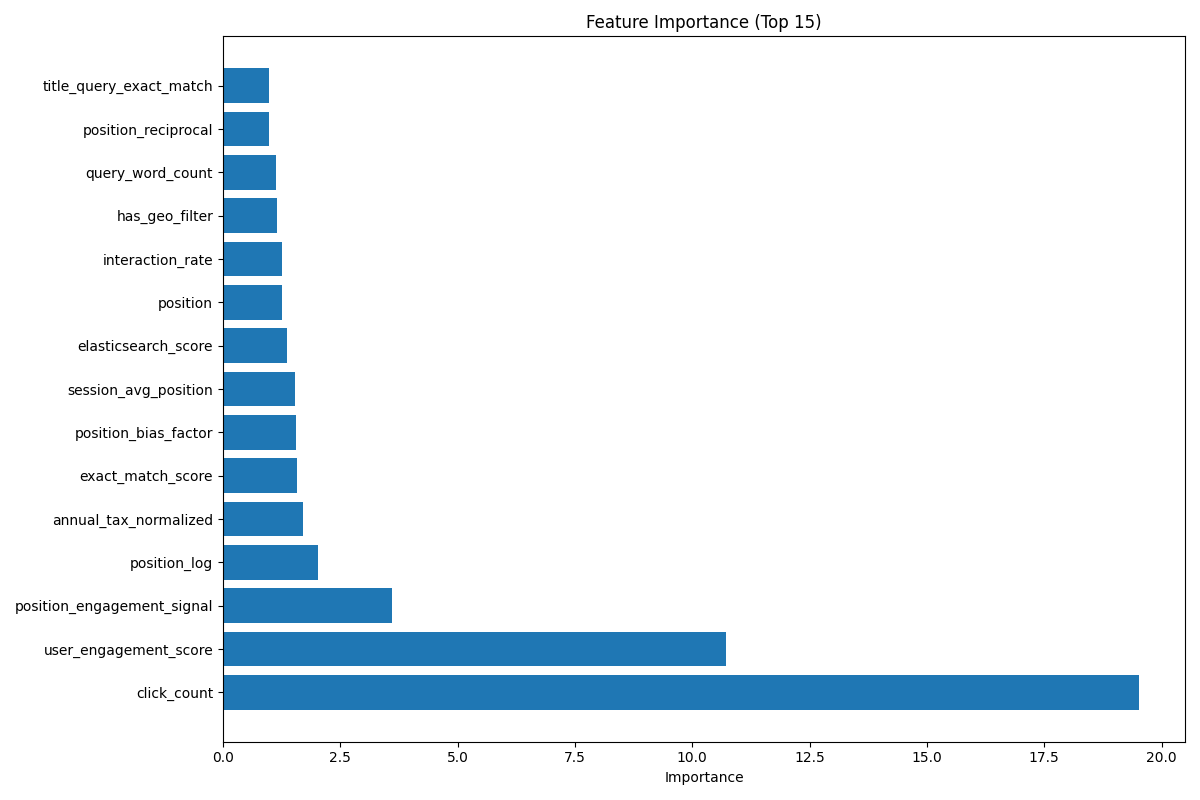 Feature Importance (Top 15)
title_query_exact_match
position_reciprocal
query_word_count
has_geo_filter
interaction_rate
position
elasticsearch_score
session_avg_position
position_bias_factor
exact_match_score
annual_tax_normalized
position_log
position_engagement_signal
user_engagement_score
click_count
0.0 2.5 5.0 7.5 10.0 12.5 15.0 17.5 20.0
Importance